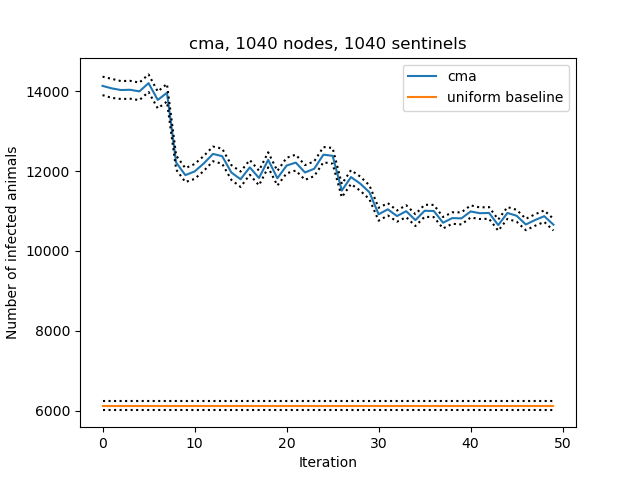 cma, 1040 nodes, 1040 sentinels
cma
uniform baseline
Number of infected animals
14000
12000
10000
8000
6000
0 10 20 30 40 50
Iteration